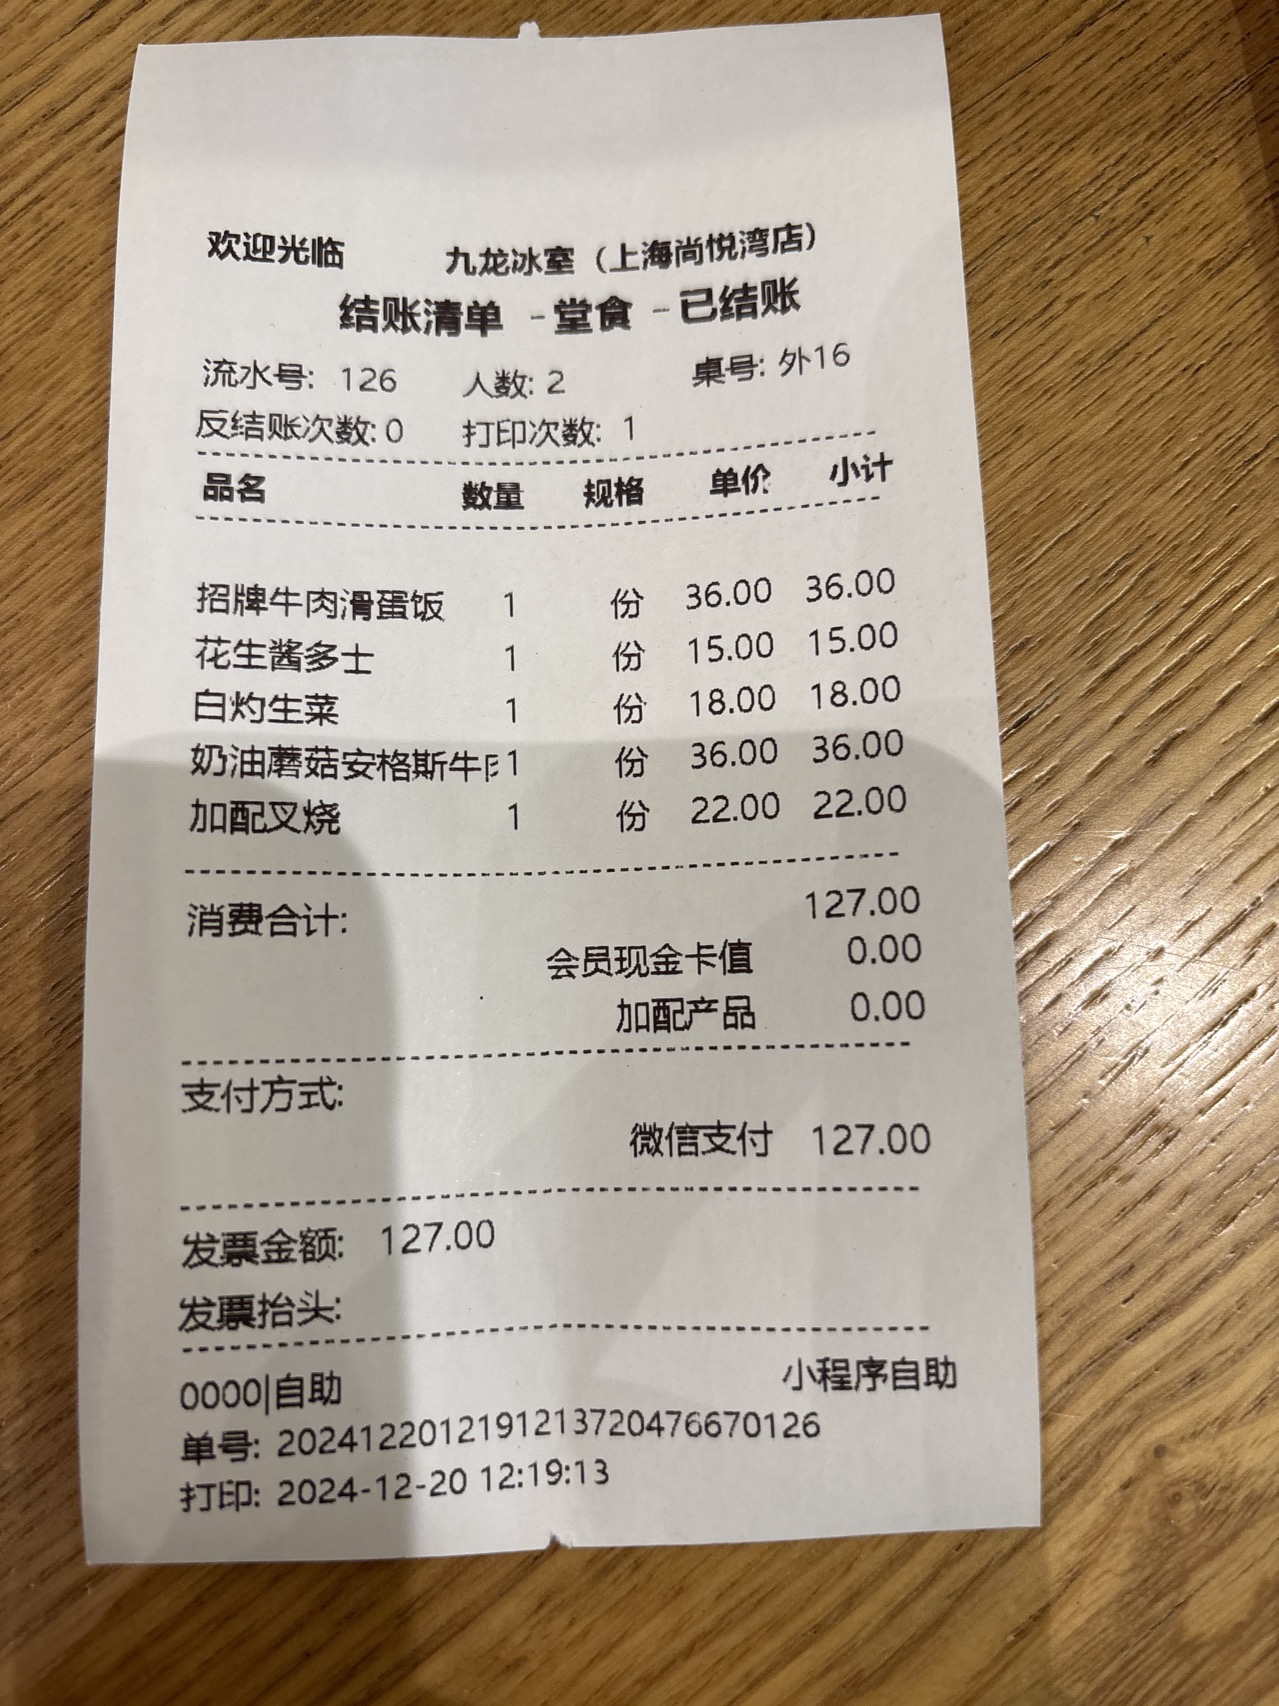 欢迎光临 九龙冰室（上海尚悦湾店）
结账清单 -堂食 -已结账
流水号: 126 人数: 2 桌号: 外16
反结账次数: 0 打印次数: 1
品名 数量 规格 单价 小计
招牌牛肉滑蛋饭 1 份 36.00 36.00
花生酱多士 1 份 15.00 15.00
白灼生菜 1 份 18.00 18.00
奶油蘑菇安格斯牛肉 1 份 36.00 36.00
加配叉烧 1 份 22.00 22.00
消费合计: 127.00
会员现金卡值 0.00
加配产品 0.00
支付方式:
微信支付 127.00
发票金额: 127.00
发票抬头:
0000|自助 小程序自助
单号: 2024122012191213720476670126
打印: 2024-12-20 12:19:13